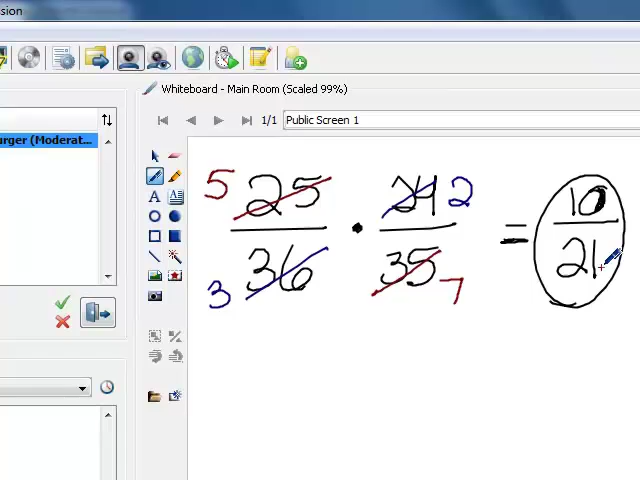 sion
Whiteboard - Main Room (Scaled 99%)
1/1 Public Screen 1
urger (Moderat...
A A
5 25 · 24 2 = 10
3 36 35 7 21